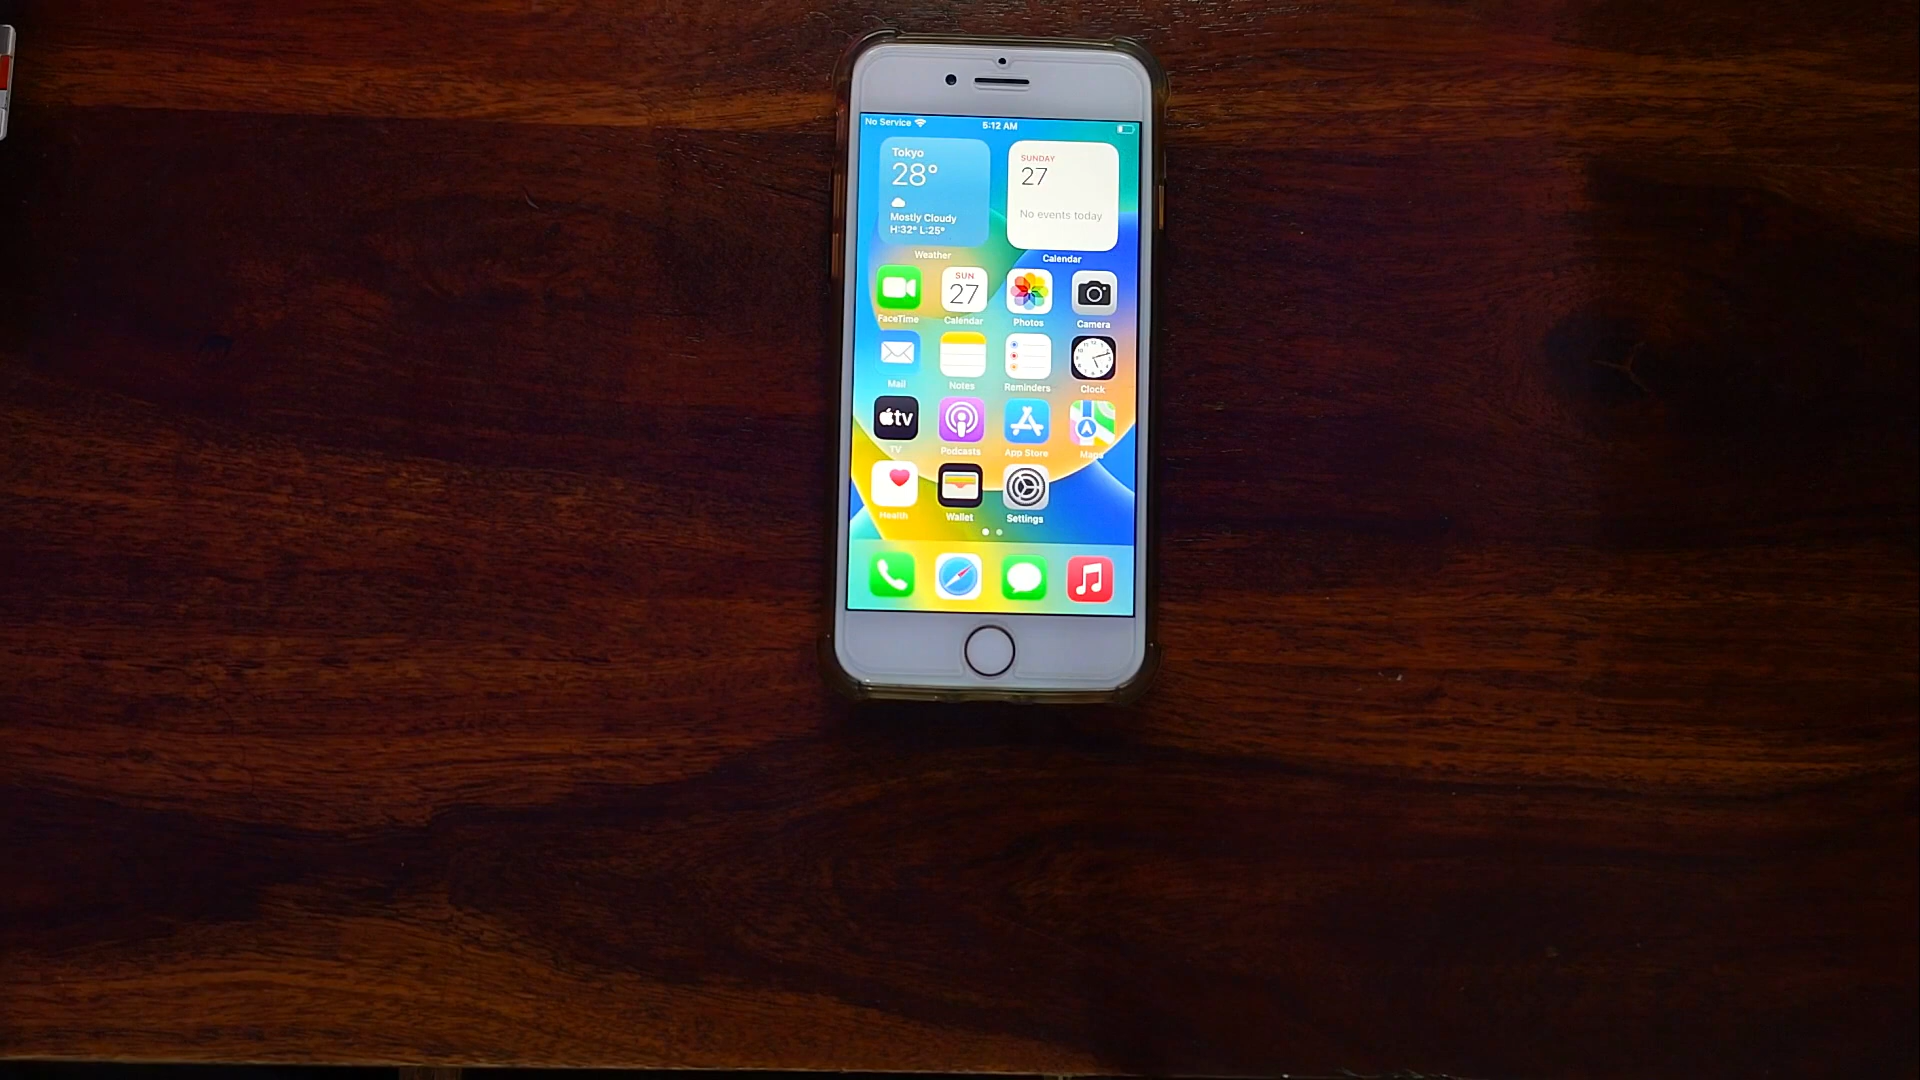 No Service 5:12 AM
Tokyo
28°
Mostly Cloudy
H:32° L:25°
Weather
SUNDAY
27
No events today
Calendar
SUN
27
FaceTime Calendar Photos Camera
Mail Notes Reminders Clock
tv
TV Podcasts App Store Maps
Health Wallet Settings